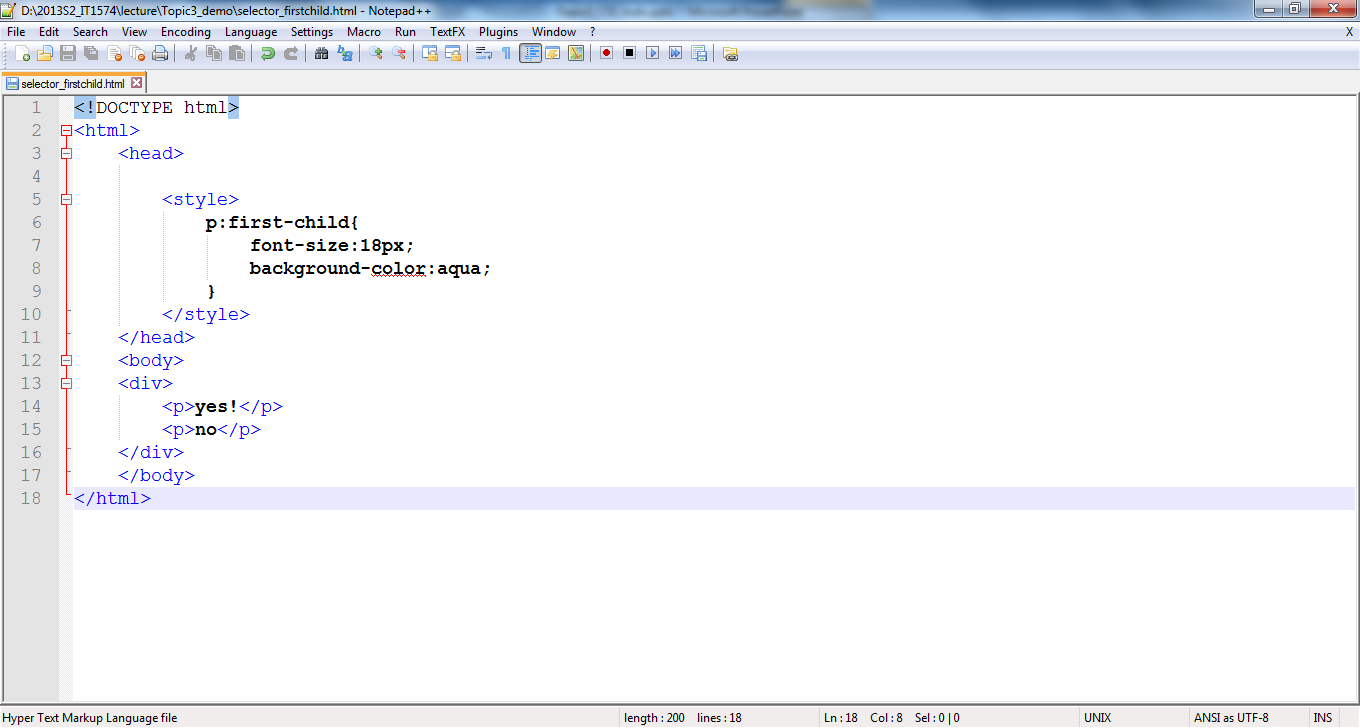 D:\2013S2_IT1574\lecture\Topic3_demo\selector_firstchild.html - Notepad++
File Edit Search View Encoding Language Settings Macro Run TextFX Plugins Window ? X
selector_firstchild.html
1 <!DOCTYPE html>
2 <html>
3 <head>
4
5 <style>
6 p:first-child{
7 font-size:18px;
8 background-color:aqua;
9 }
10 </style>
11 </head>
12 <body>
13 <div>
14 <p>yes!</p>
15 <p>no</p>
16 </div>
17 </body>
18 </html>
Hyper Text Markup Language file length : 200 lines : 18 Ln : 18 Col : 8 Sel : 0 | 0 UNIX ANSI as UTF-8 INS